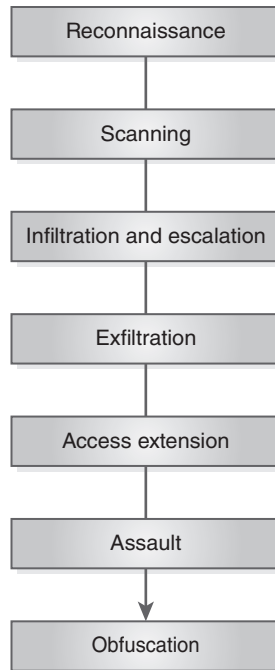 Reconnaissance
Scanning
Infiltration and escalation
Exfiltration
Access extension
Assault
Obfuscation